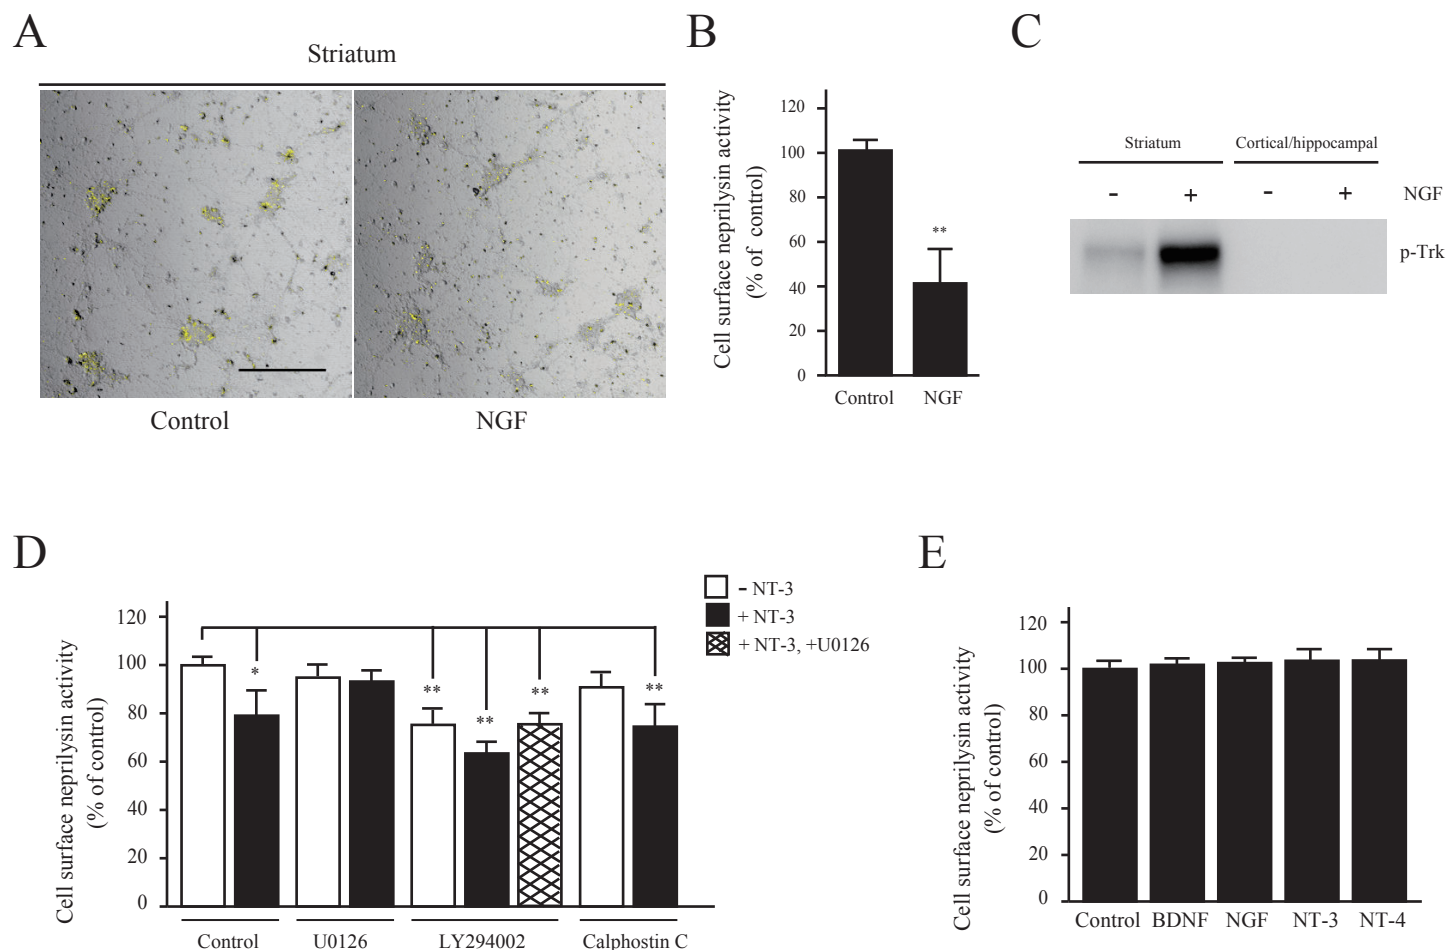 A
Striatum
Control
NGF
B
Cell surface neprilysin activity
(% of control)
120
100
80
60
40
20
0
**
Control NGF
C
Striatum Cortical/hippocampal
- + - + NGF
p-Trk
D
Cell surface neprilysin activity
(% of control)
120
100
80
60
40
20
0
*
**
**
**
**
- NT-3
+ NT-3
+ NT-3, +U0126
Control U0126 LY294002 Calphostin C
E
Cell surface neprilysin activity
(% of control)
120
100
80
60
40
20
0
Control BDNF NGF NT-3 NT-4